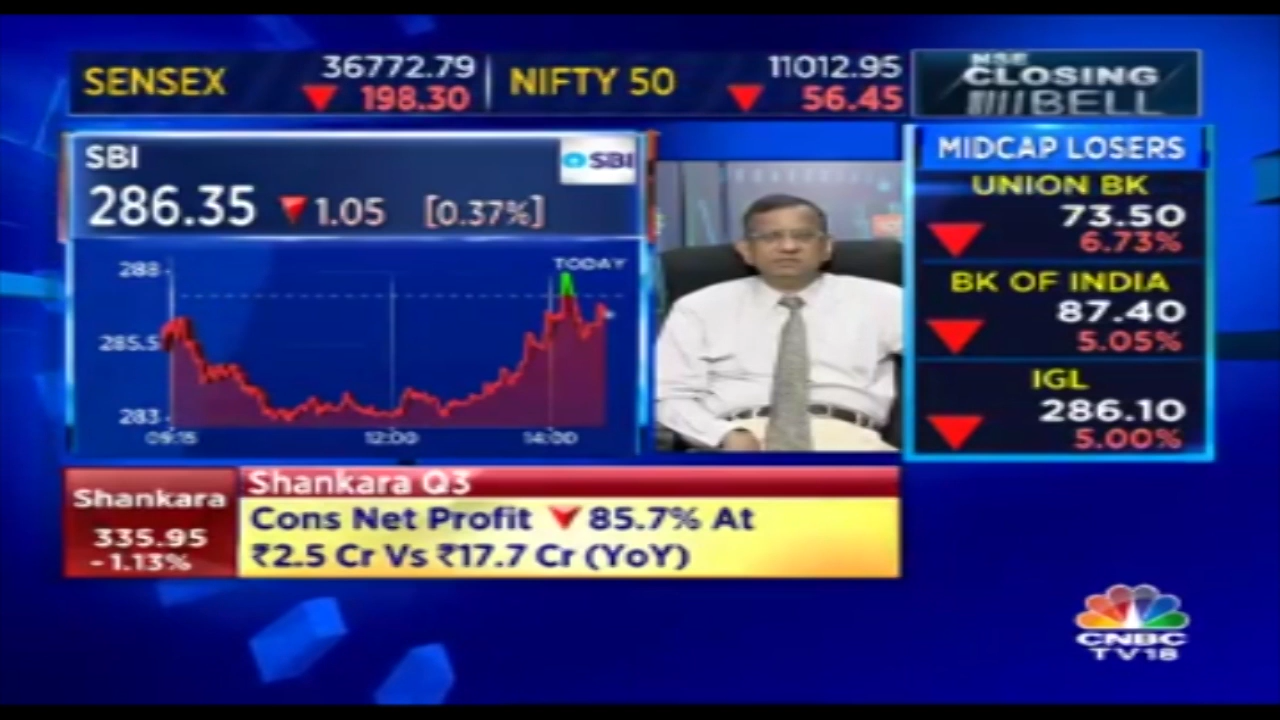 SENSEX
36772.79
198.30
NIFTY 50
11012.95
56.45
NSE
CLOSING
BELL
SBI
SBI
286.35 1.05 [0.37%]
TODAY
288
285.5
283
09:15 12:00 14:00
MIDCAP LOSERS
UNION BK
73.50
6.73%
BK OF INDIA
87.40
5.05%
IGL
286.10
5.00%
Shankara
335.95
-1.13%
Shankara Q3
Cons Net Profit 85.7% At
₹2.5 Cr Vs ₹17.7 Cr (YoY)
CNBC
TV18